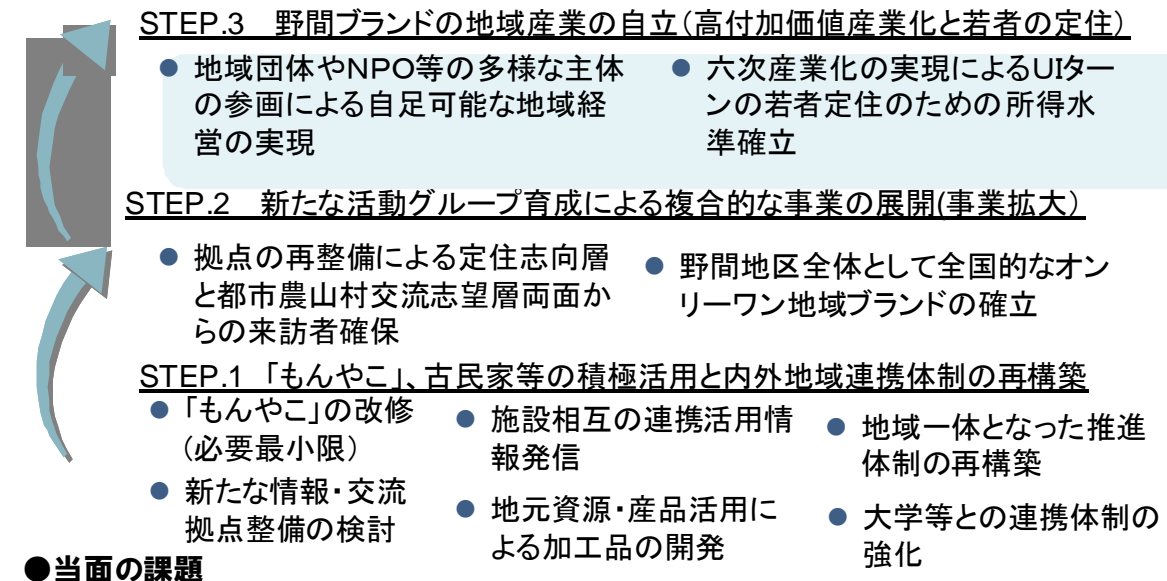 STEP.3　野間ブランドの地域産業の自立（高付加価値産業化と若者の定住）
● 地域団体やNPO等の多様な主体
の参画による自足可能な地域経
営の実現
● 六次産業化の実現によるUIター
ンの若者定住のための所得水
準確立
STEP.2　新たな活動グループ育成による複合的な事業の展開(事業拡大）
● 拠点の再整備による定住志向層
と都市農山村交流志望層両面か
らの来訪者確保
● 野間地区全体として全国的なオン
リーワン地域ブランドの確立
STEP.1 「もんやこ」、古民家等の積極活用と内外地域連携体制の再構築
● 「もんやこ」の改修
（必要最小限）
● 新たな情報・交流
拠点整備の検討
● 施設相互の連携活用情
報発信
● 地元資源・産品活用に
よる加工品の開発
● 地域一体となった推進
体制の再構築
● 大学等との連携体制の
強化
●当面の課題